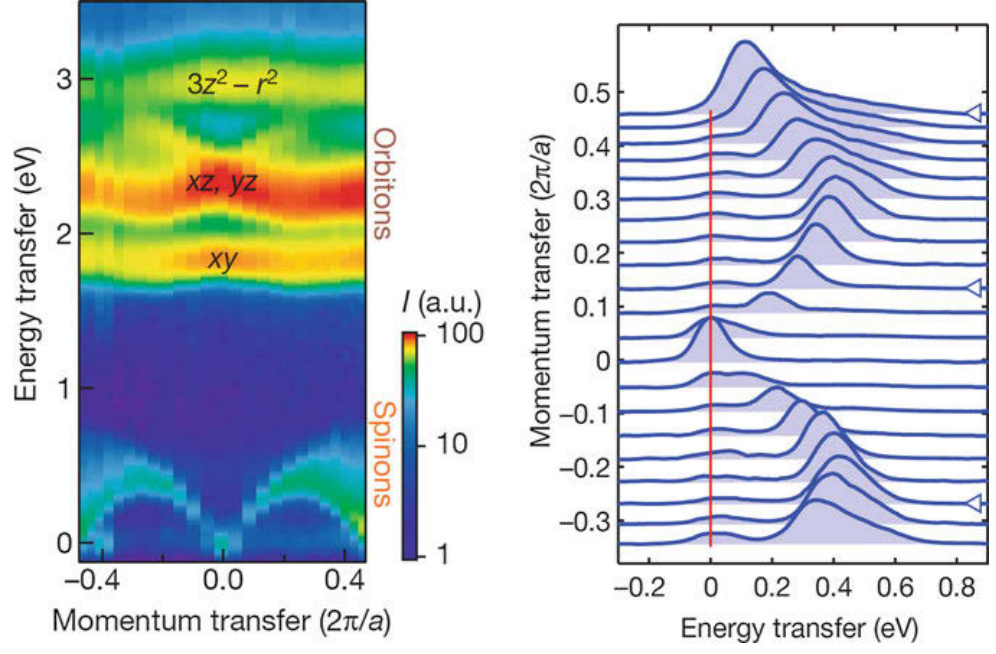 3z² – r²
xz, yz
xy
3
2
1
0
Energy transfer (eV)
–0.4
0.0
0.4
Momentum transfer (2π/a)
Orbitons
Spinons
I (a.u.)
100
10
1
0.5
0.4
0.3
0.2
0.1
0
–0.1
–0.2
–0.3
Momentum transfer (2π/a)
0
0.2
0.4
0.6
0.8
Energy transfer (eV)